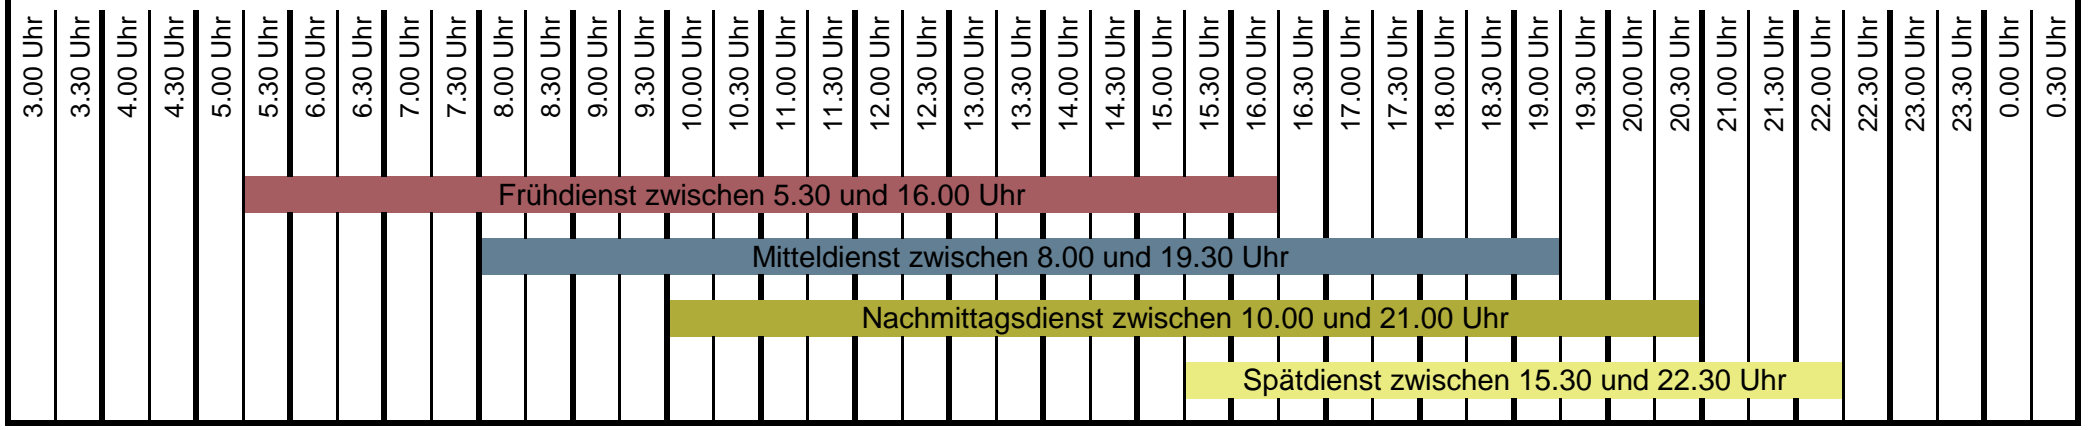 3.00 Uhr
3.30 Uhr
4.00 Uhr
4.30 Uhr
5.00 Uhr
5.30 Uhr
6.00 Uhr
6.30 Uhr
7.00 Uhr
7.30 Uhr
8.00 Uhr
8.30 Uhr
9.00 Uhr
9.30 Uhr
10.00 Uhr
10.30 Uhr
11.00 Uhr
11.30 Uhr
12.00 Uhr
12.30 Uhr
13.00 Uhr
13.30 Uhr
14.00 Uhr
14.30 Uhr
15.00 Uhr
15.30 Uhr
16.00 Uhr
16.30 Uhr
17.00 Uhr
17.30 Uhr
18.00 Uhr
18.30 Uhr
19.00 Uhr
19.30 Uhr
20.00 Uhr
20.30 Uhr
21.00 Uhr
21.30 Uhr
22.00 Uhr
22.30 Uhr
23.00 Uhr
23.30 Uhr
0.00 Uhr
0.30 Uhr
Frühdienst zwischen 5.30 und 16.00 Uhr
Mitteldienst zwischen 8.00 und 19.30 Uhr
Nachmittagsdienst zwischen 10.00 und 21.00 Uhr
Spätdienst zwischen 15.30 und 22.30 Uhr